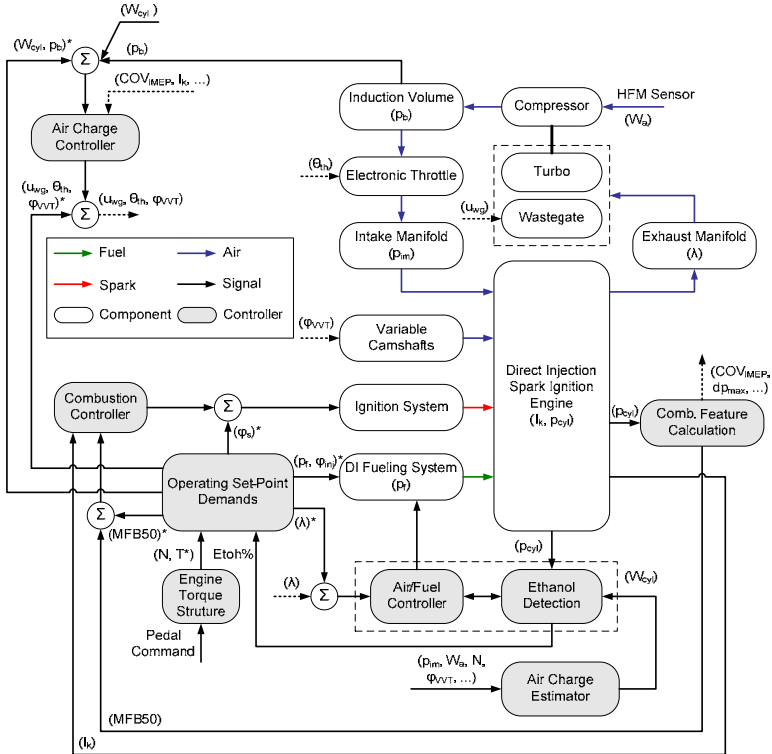 (W_cyl)
(W_cyl, p_b)*
Σ
(p_b)
(COV_IMEP, I_k, ...)
Air Charge
Controller
(u_wg, θ_th,
φ_VVT)*
Σ
(u_wg, θ_th, φ_VVT)
Induction Volume
(p_b)
Compressor
HFM Sensor
(W_a)
(θ_th)
Electronic Throttle
Turbo
(u_wg)
Wastegate
Intake Manifold
(p_im)
Exhaust Manifold
(λ)
Fuel
Air
Spark
Signal
Component
Controller
(φ_VVT)
Variable
Camshafts
Direct Injection
Spark Ignition
Engine
(I_k, p_cyl)
(COV_IMEP,
dp_max, ...)
Combustion
Controller
Σ
Ignition System
(p_cyl)
Comb. Feature
Calculation
(φ_s)*
Operating Set-Point
Demands
(p_f, φ_inj)*
DI Fueling System
(p_f)
Σ
(MFB50)*
(λ)*
(N, T*)
Etoh%
(p_cyl)
(W_cyl)
Engine
Torque
Struture
(λ)
Σ
Air/Fuel
Controller
Ethanol
Detection
Pedal
Command
(p_im, W_a, N,
φ_VVT, ...)
Air Charge
Estimator
(MFB50)
(I_k)